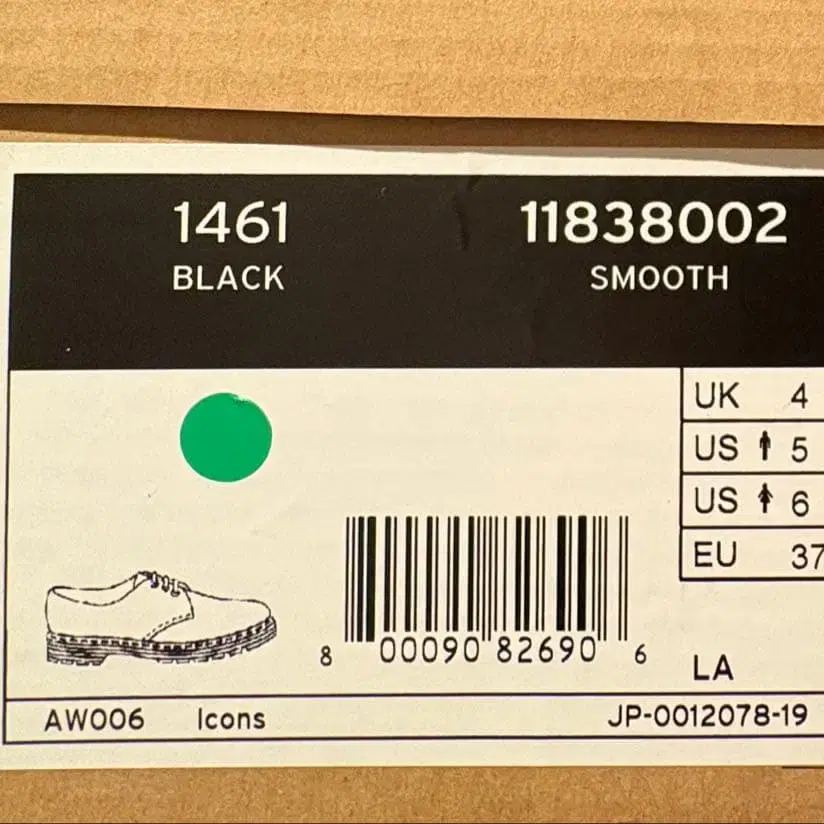 1461 11838002
BLACK SMOOTH
UK 4
US 5
US 6
EU 37
8 00090 82690 6
LA
AW006 Icons JP-0012078-19